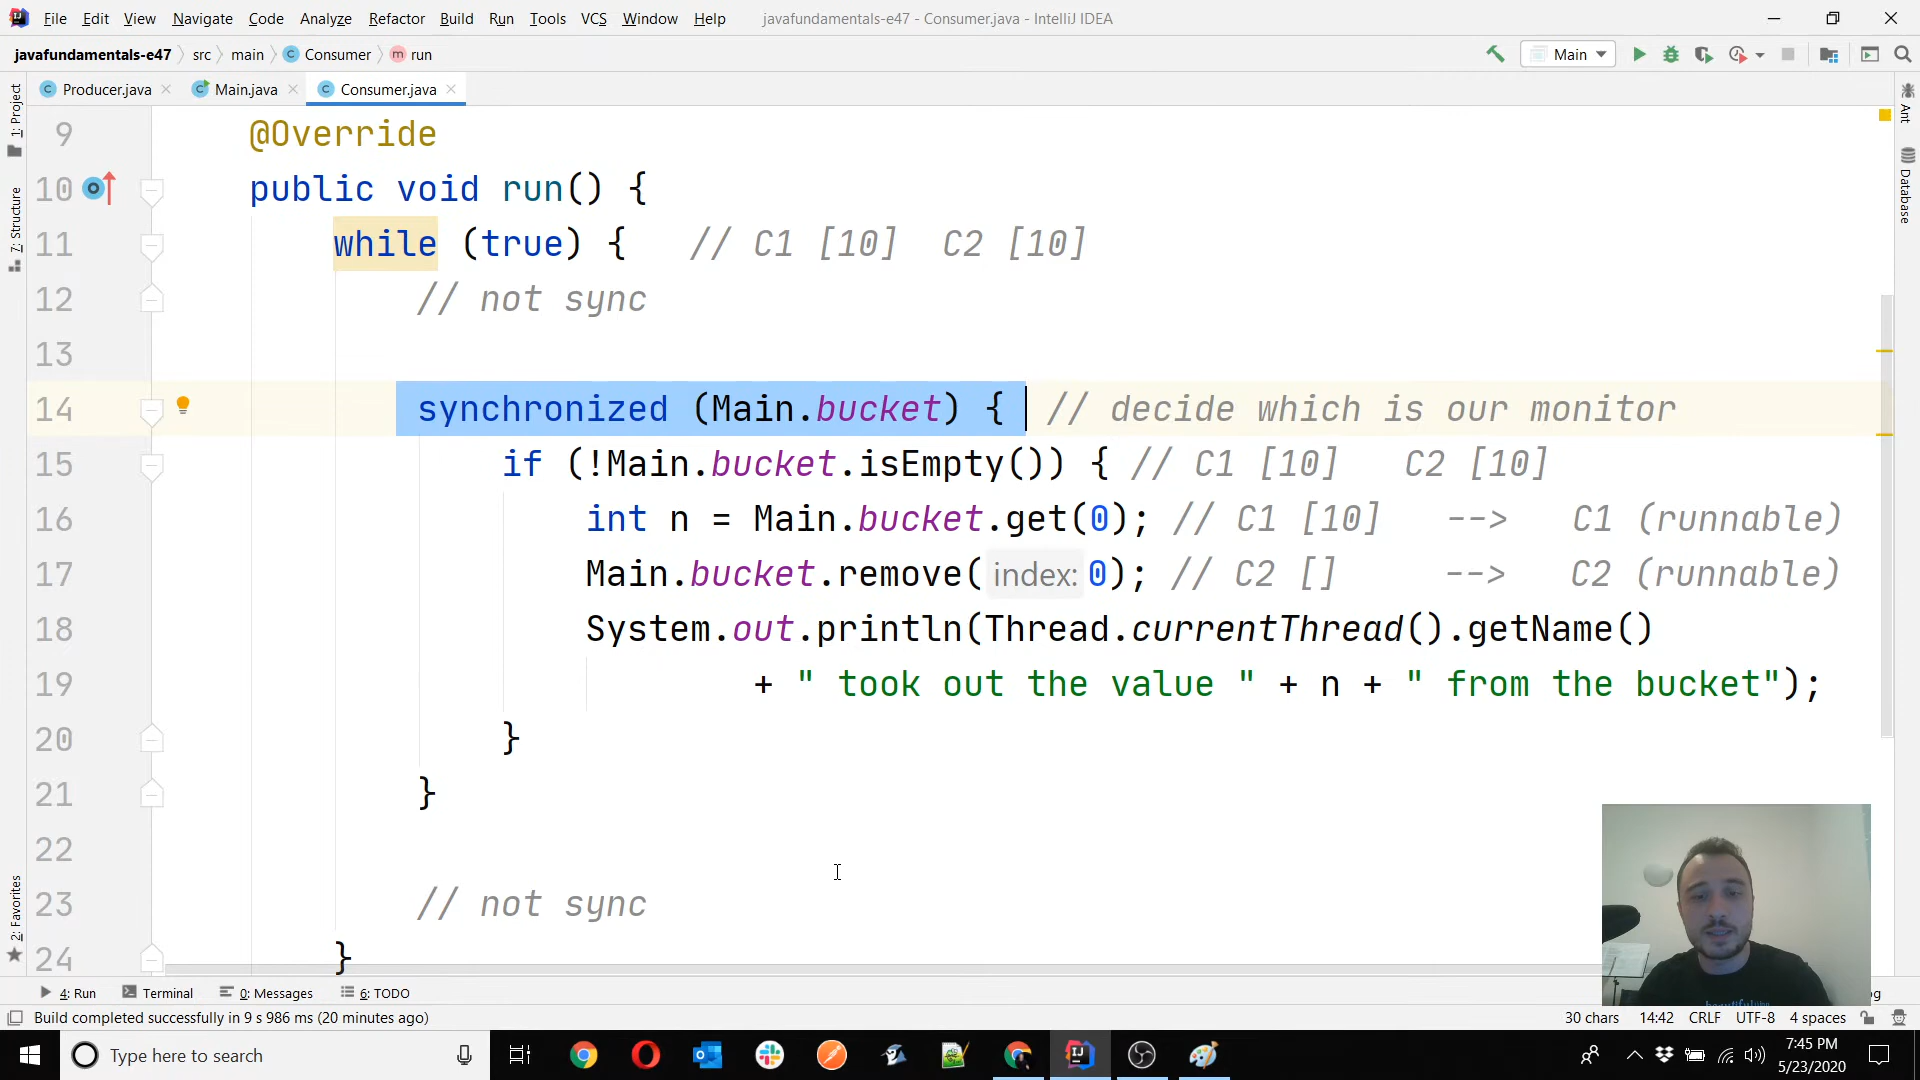 File Edit View Navigate Code Analyze Refactor Build Run Tools VCS Window Help javafundamentals-e47 - Consumer.java - IntelliJ IDEA
javafundamentals-e47 src main Consumer run Main
Producer.java Main.java Consumer.java
1: Project
7: Structure
2: Favorites
Ant
Database
9 @Override
10 public void run() {
11 while (true) { // C1 [10] C2 [10]
12 // not sync
13
14 synchronized (Main.bucket) { // decide which is our monitor
15 if (!Main.bucket.isEmpty()) { // C1 [10] C2 [10]
16 int n = Main.bucket.get(0); // C1 [10] --> C1 (runnable)
17 Main.bucket.remove( index: 0); // C2 [] --> C2 (runnable)
18 System.out.println(Thread.currentThread().getName()
19 + " took out the value " + n + " from the bucket");
20 }
21 }
22
23 // not sync
24 }
4: Run Terminal 0: Messages 6: TODO
Build completed successfully in 9 s 986 ms (20 minutes ago) 30 chars 14:42 CRLF UTF-8 4 spaces
Type here to search
7:45 PM
5/23/2020